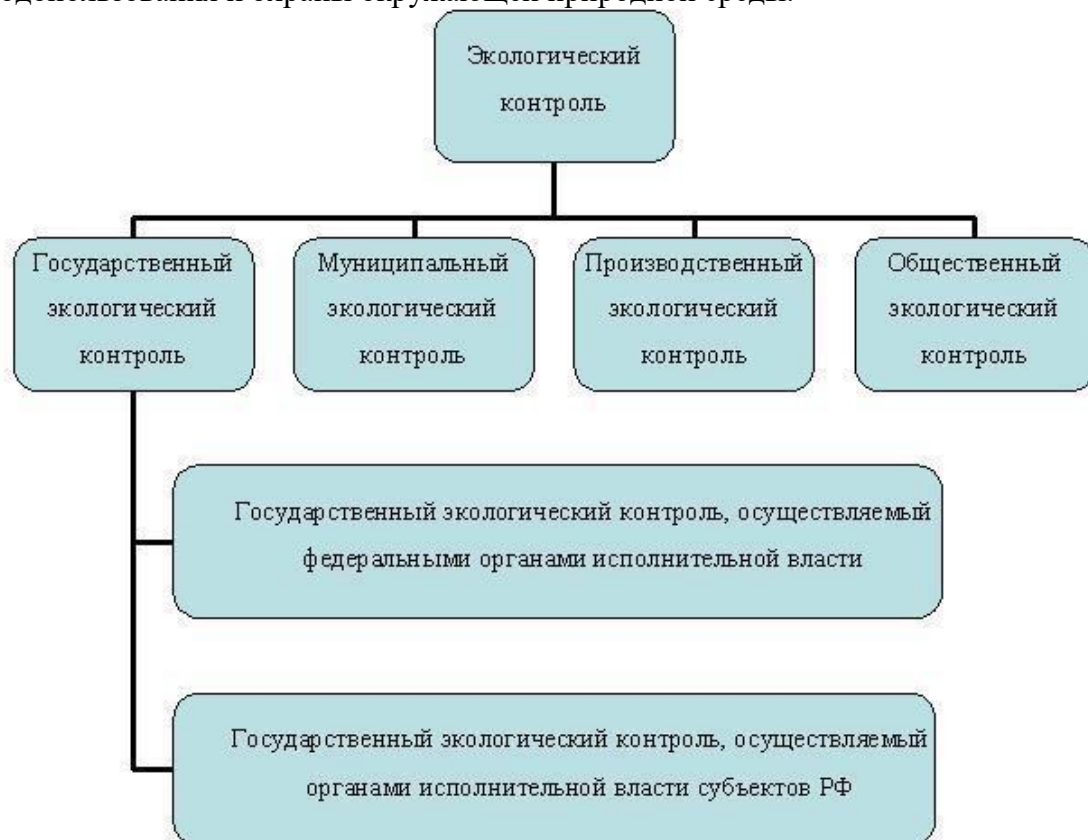 Экологический
контроль
Государственный
экологический
контроль
Муниципальный
экологический
контроль
Производственный
экологический
контроль
Общественный
экологический
контроль
Государственный экологический контроль, осуществляемый
федеральными органами исполнительной власти
Государственный экологический контроль, осуществляемый
органами исполнительной власти субъектов РФ